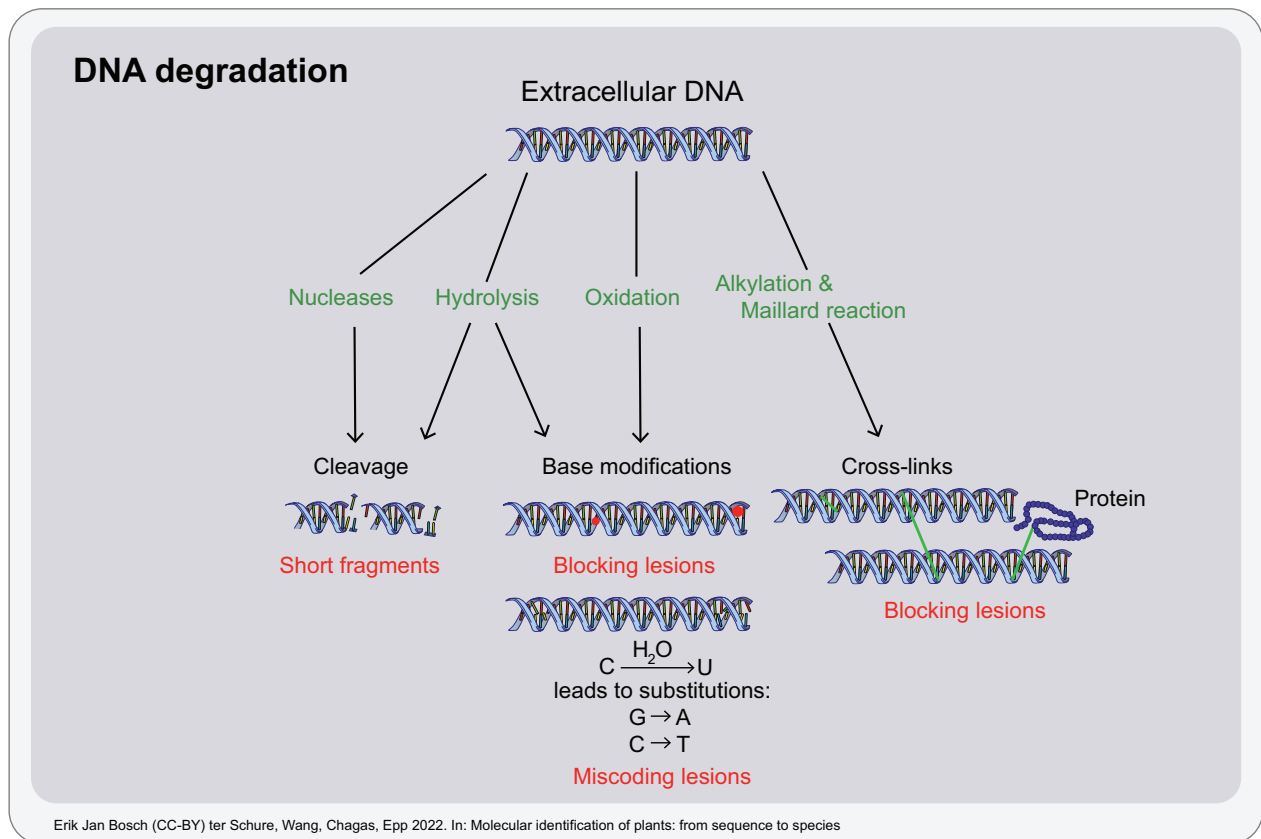 DNA degradation
Extracellular DNA
Nucleases
Hydrolysis
Oxidation
Alkylation &
Maillard reaction
Cleavage
Base modifications
Cross-links
Protein
Short fragments
Blocking lesions
Blocking lesions
H₂O
C → U
leads to substitutions:
G → A
C → T
Miscoding lesions
Erik Jan Bosch (CC-BY) ter Schure, Wang, Chagas, Epp 2022. In: Molecular identification of plants: from sequence to species